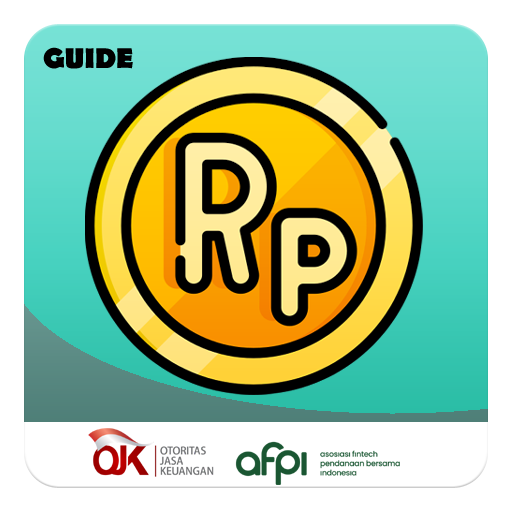 GUIDE
RP
OJK
OTORITAS
JASA
KEUANGAN
afpi
asosiasi fintech
pendanaan bersama
indonesia